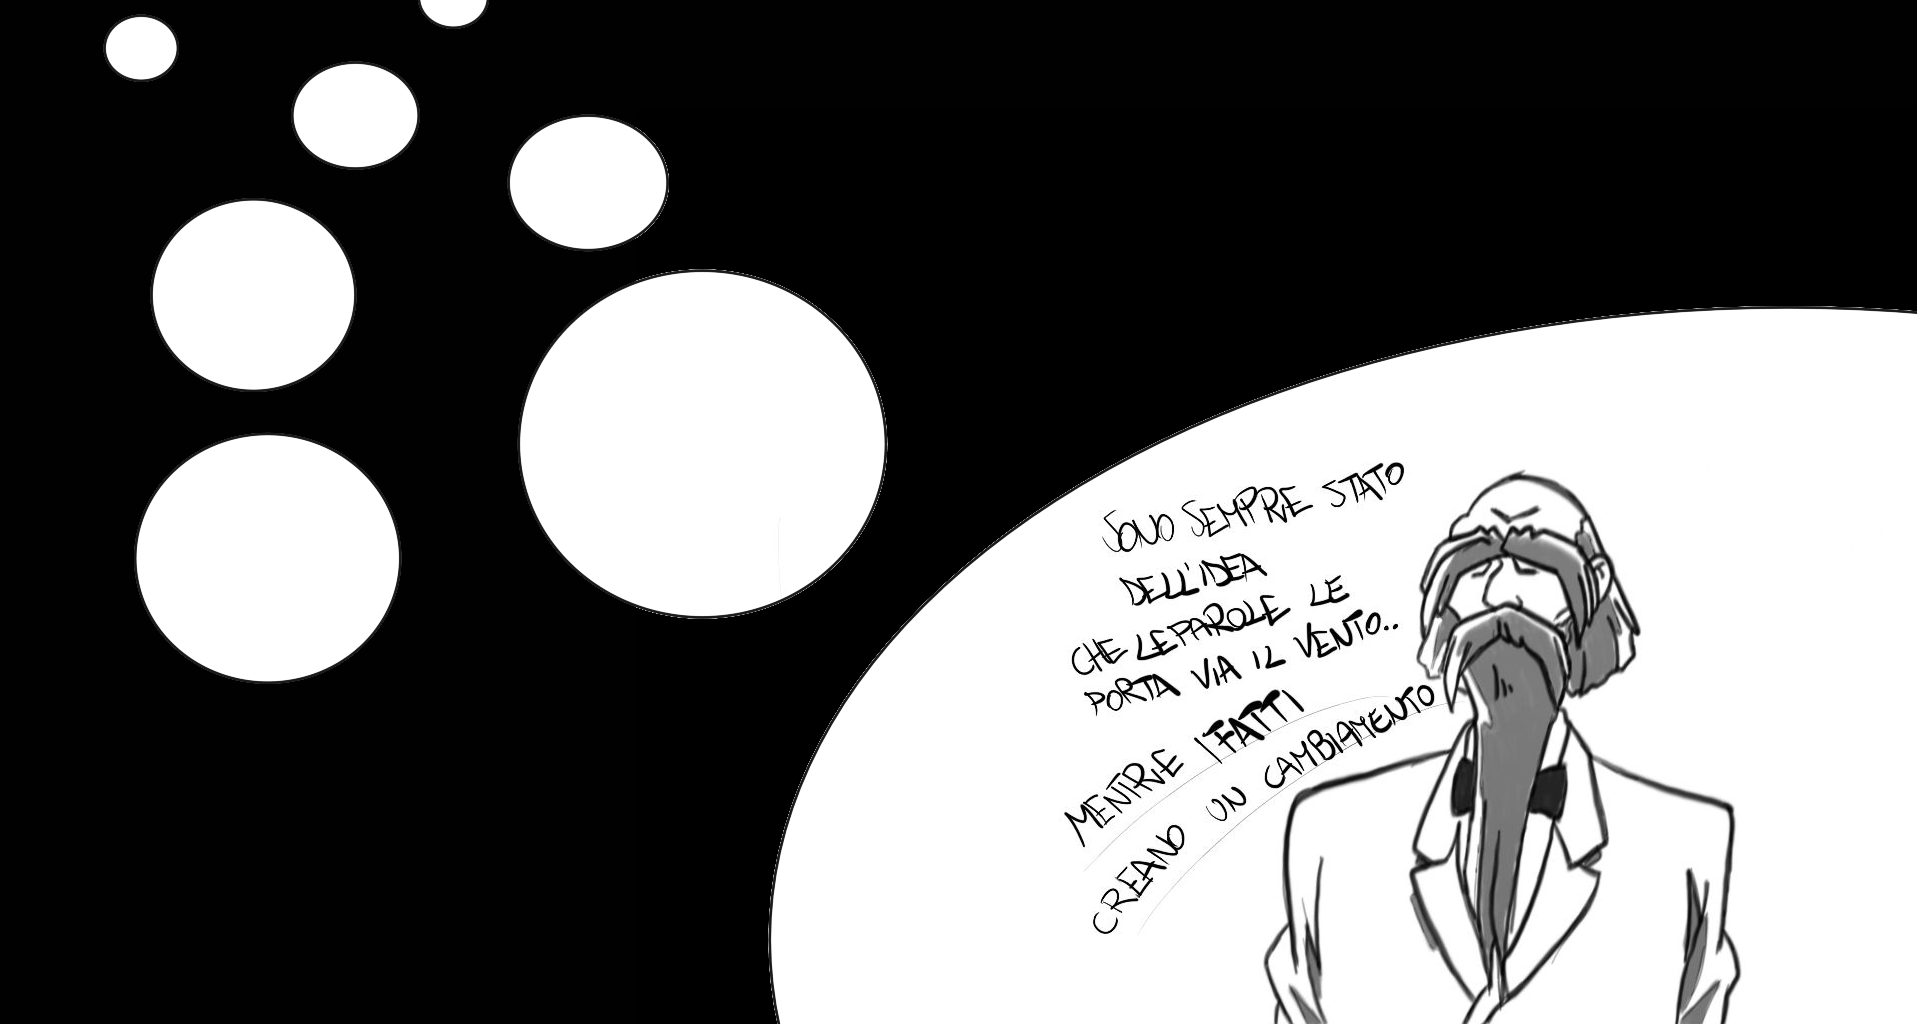 SONO SEMPRE STATO
DELL'IDEA
CHE LE PAROLE LE
PORTA VIA IL VENTO..
MENTRE I FATTI
CREANO UN CAMBIAMENTO